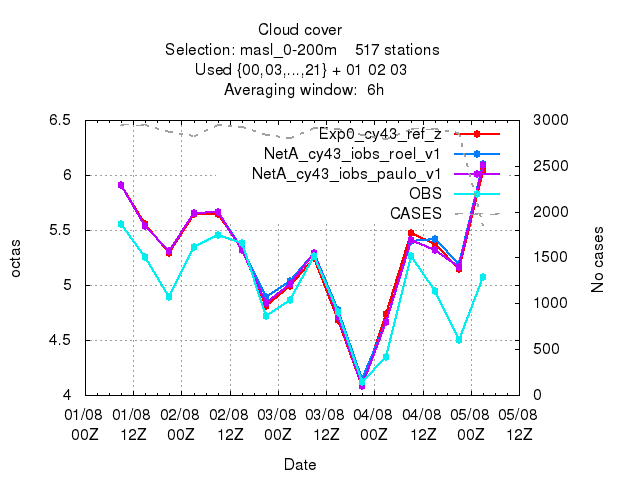 Cloud cover
Selection: masl_0-200m 517 stations
Used {00,03,...,21} + 01 02 03
Averaging window: 6h
6.5
6
5.5
5
4.5
4
octas
3000
2500
2000
1500
1000
500
0
No cases
Exp0_cy43_ref_z
NetA_cy43_iobs_roel_v1
NetA_cy43_iobs_paulo_v1
OBS
CASES
01/08 01/08 02/08 02/08 03/08 03/08 04/08 04/08 05/08 05/08
00Z 12Z 00Z 12Z 00Z 12Z 00Z 12Z 00Z 12Z
Date